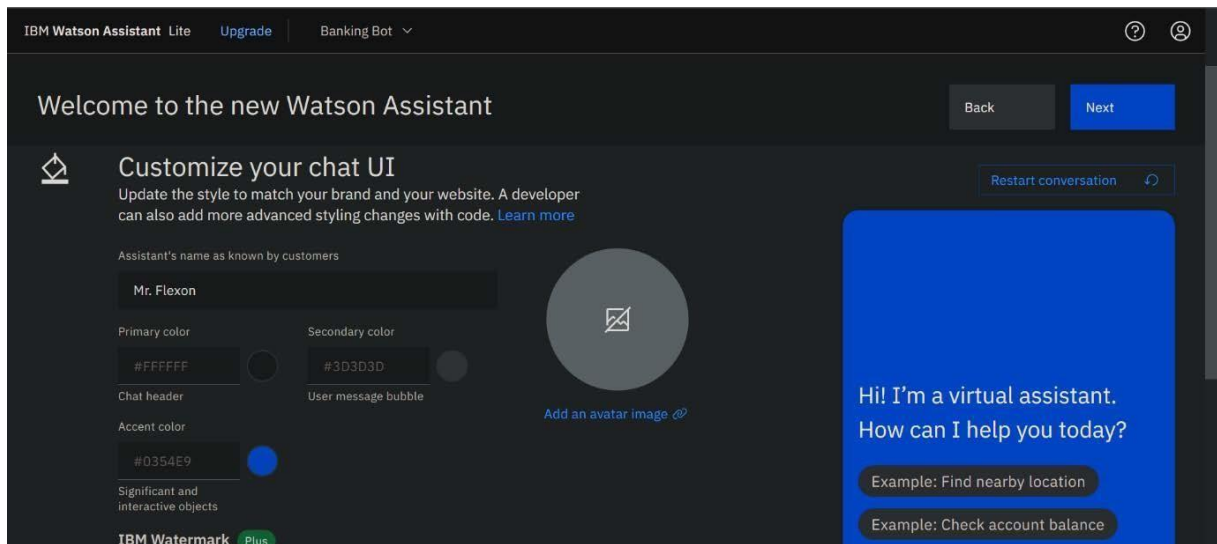 IBM Watson Assistant Lite Upgrade Banking Bot
Welcome to the new Watson Assistant
Back Next
Customize your chat UI
Update the style to match your brand and your website. A developer
can also add more advanced styling changes with code. Learn more
Assistant's name as known by customers
Mr. Flexon
Primary color Secondary color
#FFFFFF #3D3D3D
Chat header User message bubble
Accent color
#0354E9
Significant and
interactive objects
IBM Watermark Plus
Add an avatar image
Restart conversation
Hi! I'm a virtual assistant.
How can I help you today?
Example: Find nearby location
Example: Check account balance